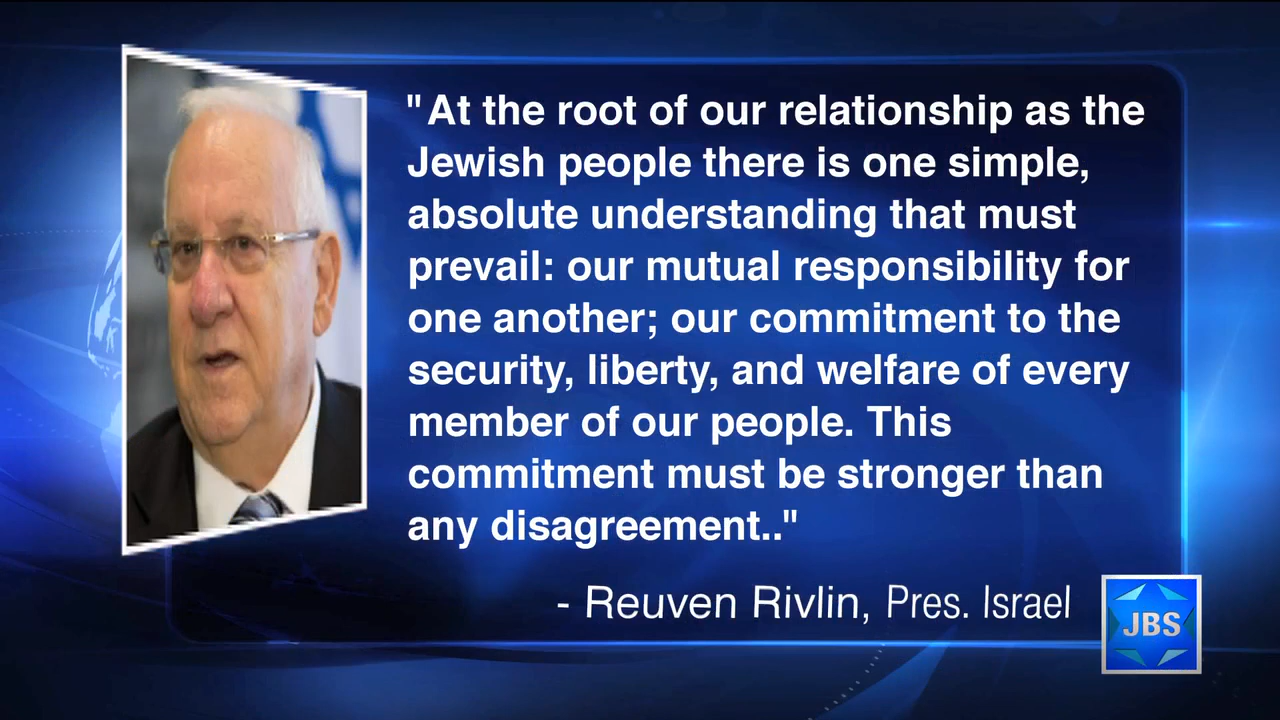 "At the root of our relationship as the
Jewish people there is one simple,
absolute understanding that must
prevail: our mutual responsibility for
one another; our commitment to the
security, liberty, and welfare of every
member of our people. This
commitment must be stronger than
any disagreement.."
- Reuven Rivlin, Pres. Israel
JBS